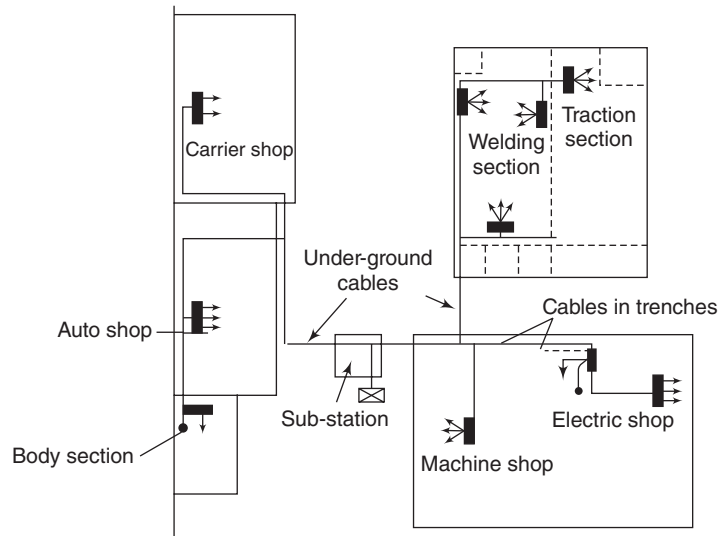 Carrier shop
Welding
section
Traction
section
Under-ground
cables
Cables in trenches
Auto shop
Sub-station
Electric shop
Body section
Machine shop